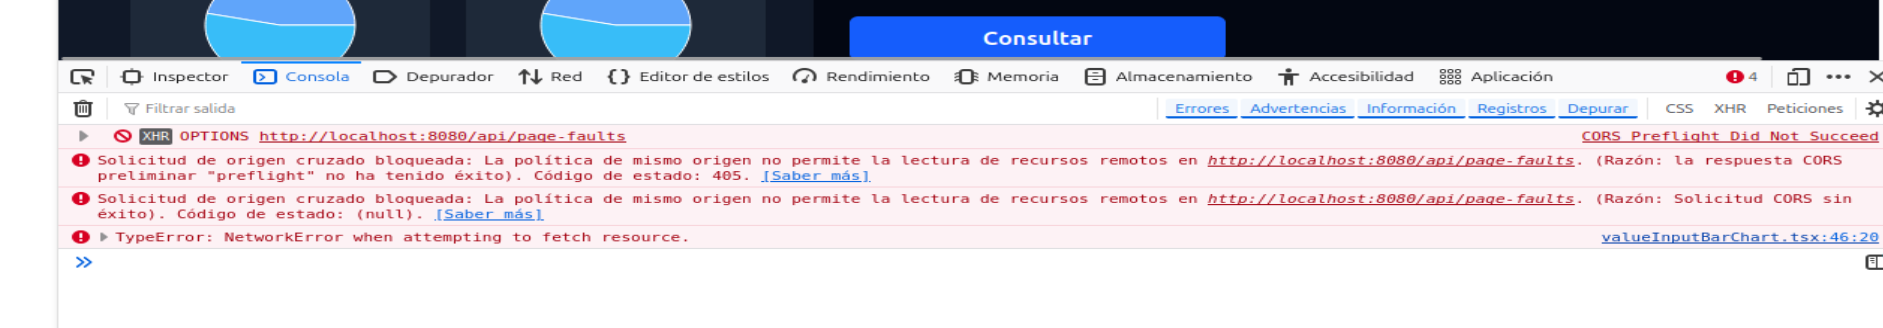 Consultar
Inspector Consola Depurador Red Editor de estilos Rendimiento Memoria Almacenamiento Accesibilidad Aplicación 4
Filtrar salida Errores Advertencias Información Registros Depurar CSS XHR Peticiones
XHR OPTIONS http://localhost:8080/api/page-faults CORS Preflight Did Not Succeed
Solicitud de origen cruzado bloqueada: La política de mismo origen no permite la lectura de recursos remotos en http://localhost:8080/api/page-faults. (Razón: la respuesta CORS
preliminar "preflight" no ha tenido éxito). Código de estado: 405. [Saber más]
Solicitud de origen cruzado bloqueada: La política de mismo origen no permite la lectura de recursos remotos en http://localhost:8080/api/page-faults. (Razón: Solicitud CORS sin
éxito). Código de estado: (null). [Saber más]
TypeError: NetworkError when attempting to fetch resource. valueInputBarChart.tsx:46:20